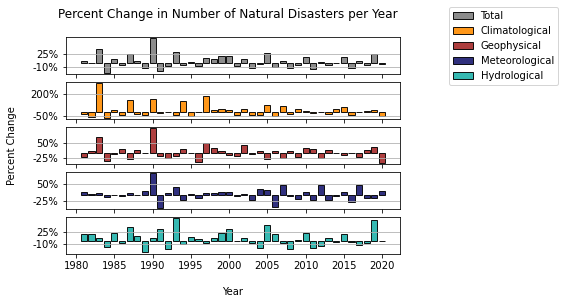 Percent Change in Number of Natural Disasters per Year
Total
Climatological
Geophysical
Meteorological
Hydrological
Percent Change
25%
-10%
200%
-50%
50%
-25%
50%
-25%
25%
-10%
1980 1985 1990 1995 2000 2005 2010 2015 2020
Year